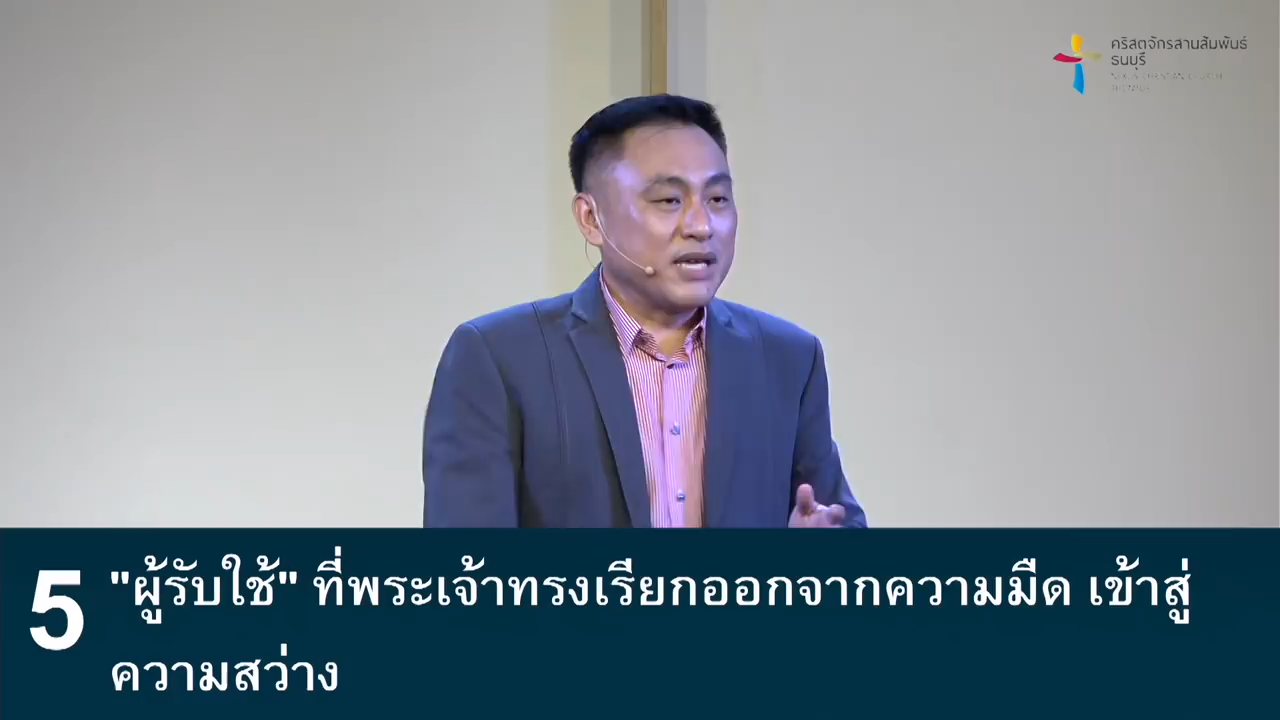 คริสตจักรสานสัมพันธ์
ธนบุรี
5
"ผู้รับใช้" ที่พระเจ้าทรงเรียกออกจากความมืด เข้าสู่
ความสว่าง